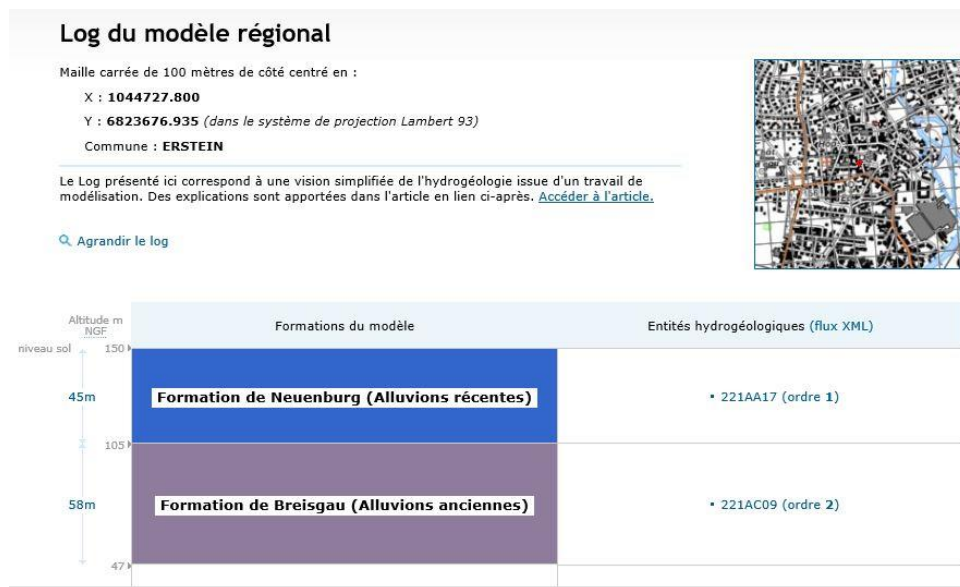 Log du modèle régional
Maille carrée de 100 mètres de côté centré en :
X : 1044727.800
Y : 6823676.935 (dans le système de projection Lambert 93)
Commune : ERSTEIN
Le Log présenté ici correspond à une vision simplifiée de l'hydrogéologie issue d'un travail de
modélisation. Des explications sont apportées dans l'article en lien ci-après. Accéder à l'article.
Agrandir le log
Altitude m
NGF
Formations du modèle
Entités hydrogéologiques (flux XML)
niveau sol
150
45m
Formation de Neuenburg (Alluvions récentes)
▪ 221AA17 (ordre 1)
105
58m
Formation de Breisgau (Alluvions anciennes)
▪ 221AC09 (ordre 2)
47